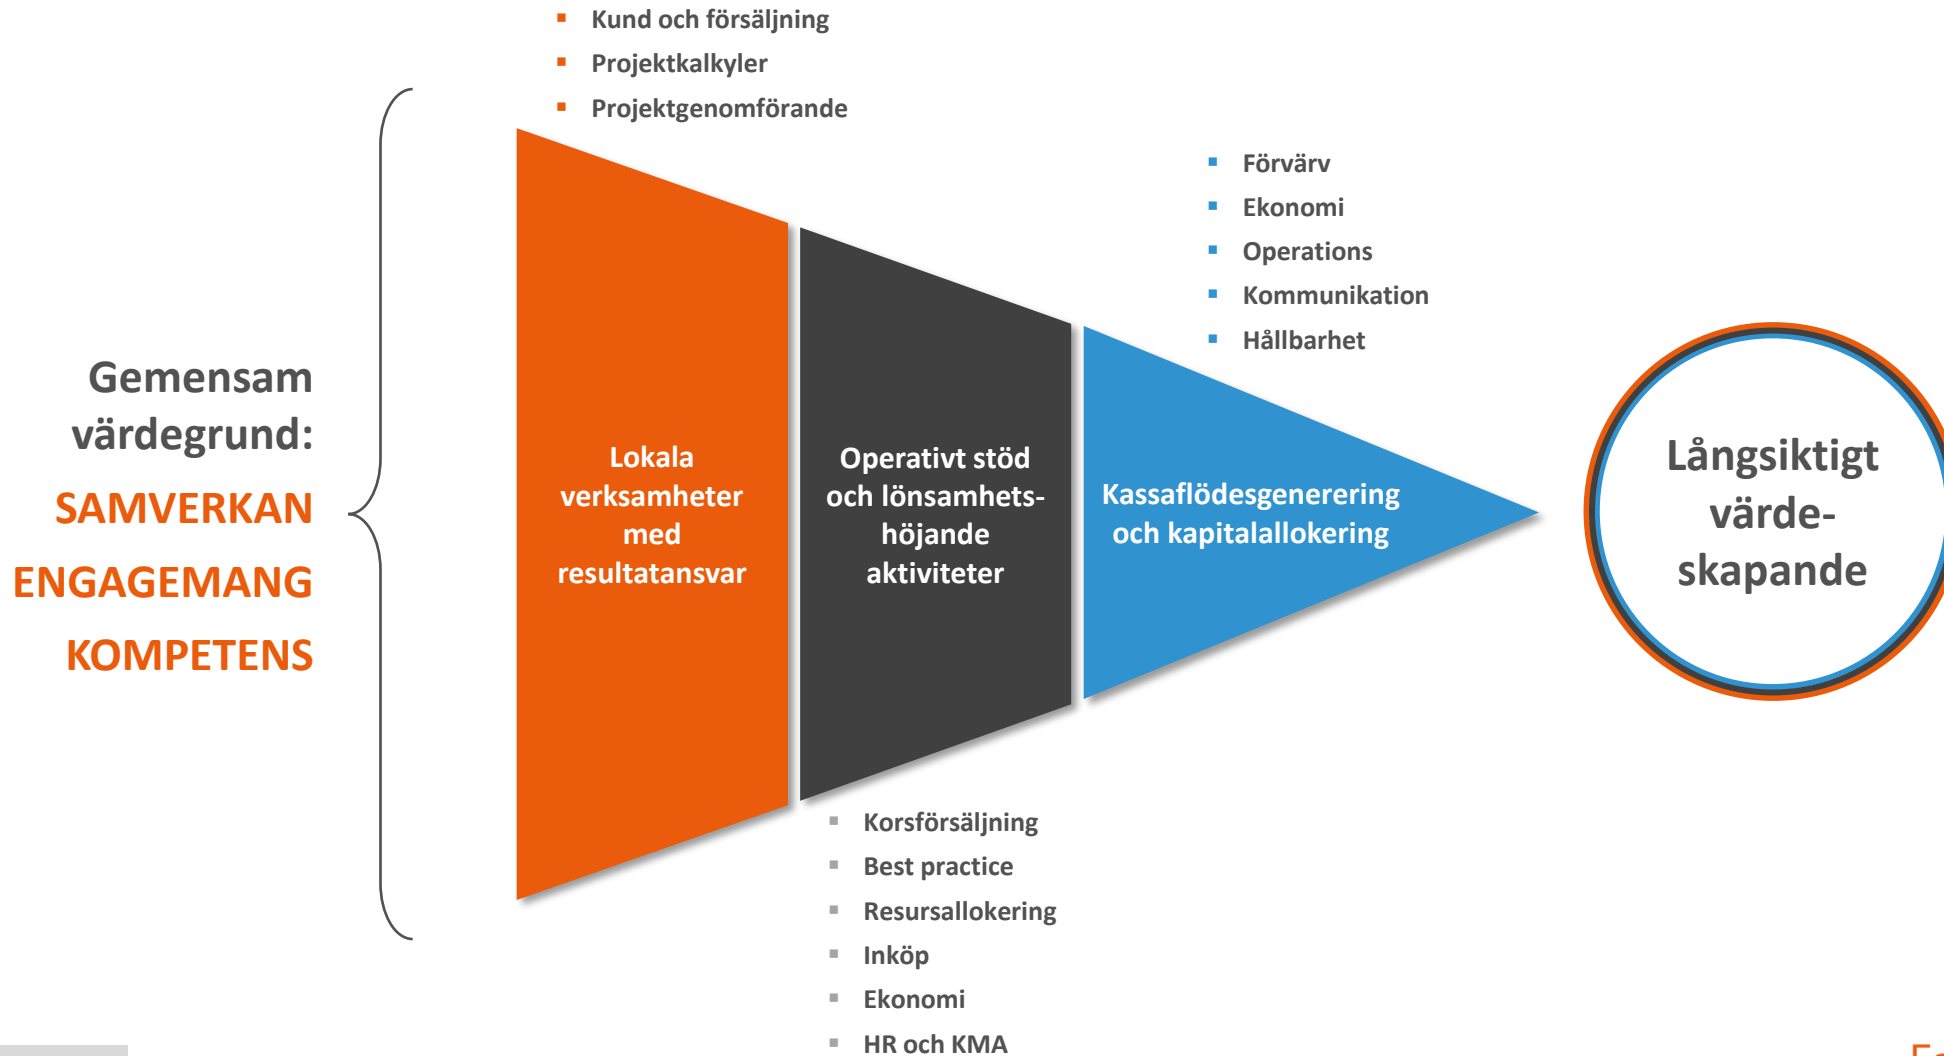 Kund och försäljning
Projektkalkyler
Projektgenomförande
Förvärv
Ekonomi
Operations
Kommunikation
Hållbarhet
Gemensam
värdegrund:
SAMVERKAN
ENGAGEMANG
KOMPETENS
Lokala
verksamheter
med
resultatansvar
Operativt stöd
och lönsamhets-
höjande
aktiviteter
Kassaflödesgenerering
och kapitalallokering
Långsiktigt
värde-
skapande
Korsförsäljning
Best practice
Resursallokering
Inköp
Ekonomi
HR och KMA